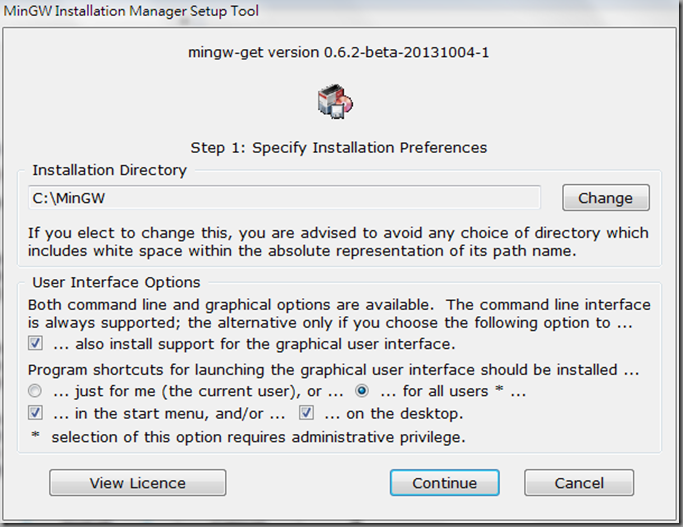 MinGW Installation Manager Setup Tool
mingw-get version 0.6.2-beta-20131004-1
Step 1: Specify Installation Preferences
Installation Directory
C:\MinGW
Change
If you elect to change this, you are advised to avoid any choice of directory which
includes white space within the absolute representation of its path name.
User Interface Options
Both command line and graphical options are available. The command line interface
is always supported; the alternative only if you choose the following option to ...
... also install support for the graphical user interface.
Program shortcuts for launching the graphical user interface should be installed ...
... just for me (the current user), or ... ... for all users * ...
... in the start menu, and/or ... ... on the desktop.
* selection of this option requires administrative privilege.
View Licence Continue Cancel